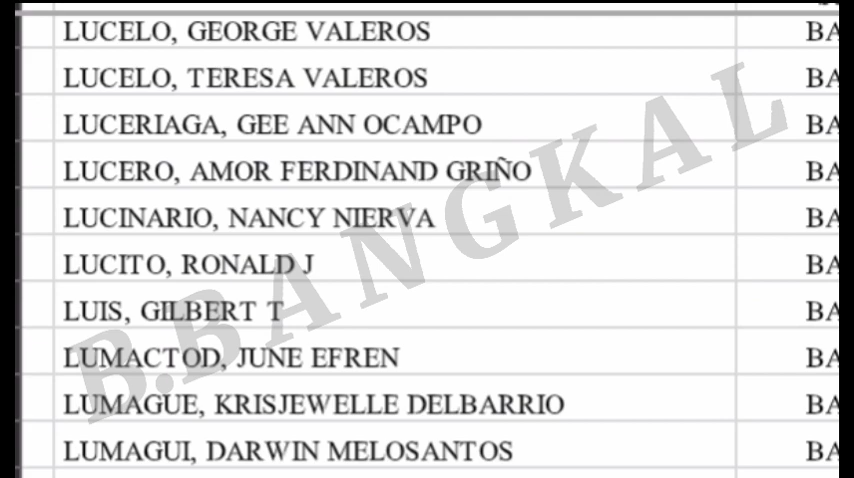 LUCELO, GEORGE VALEROS BA
LUCELO, TERESA VALEROS BA
LUCERIAGA, GEE ANN OCAMPO BA
LUCERO, AMOR FERDINAND GRIÑO BA
LUCINARIO, NANCY NIERVA BA
LUCITO, RONALD J BA
LUIS, GILBERT T BA
LUMACTOD, JUNE EFREN BA
LUMAGUE, KRISJEWELLE DELBARRIO BA
LUMAGUI, DARWIN MELOSANTOS BA
B.BANGKAL